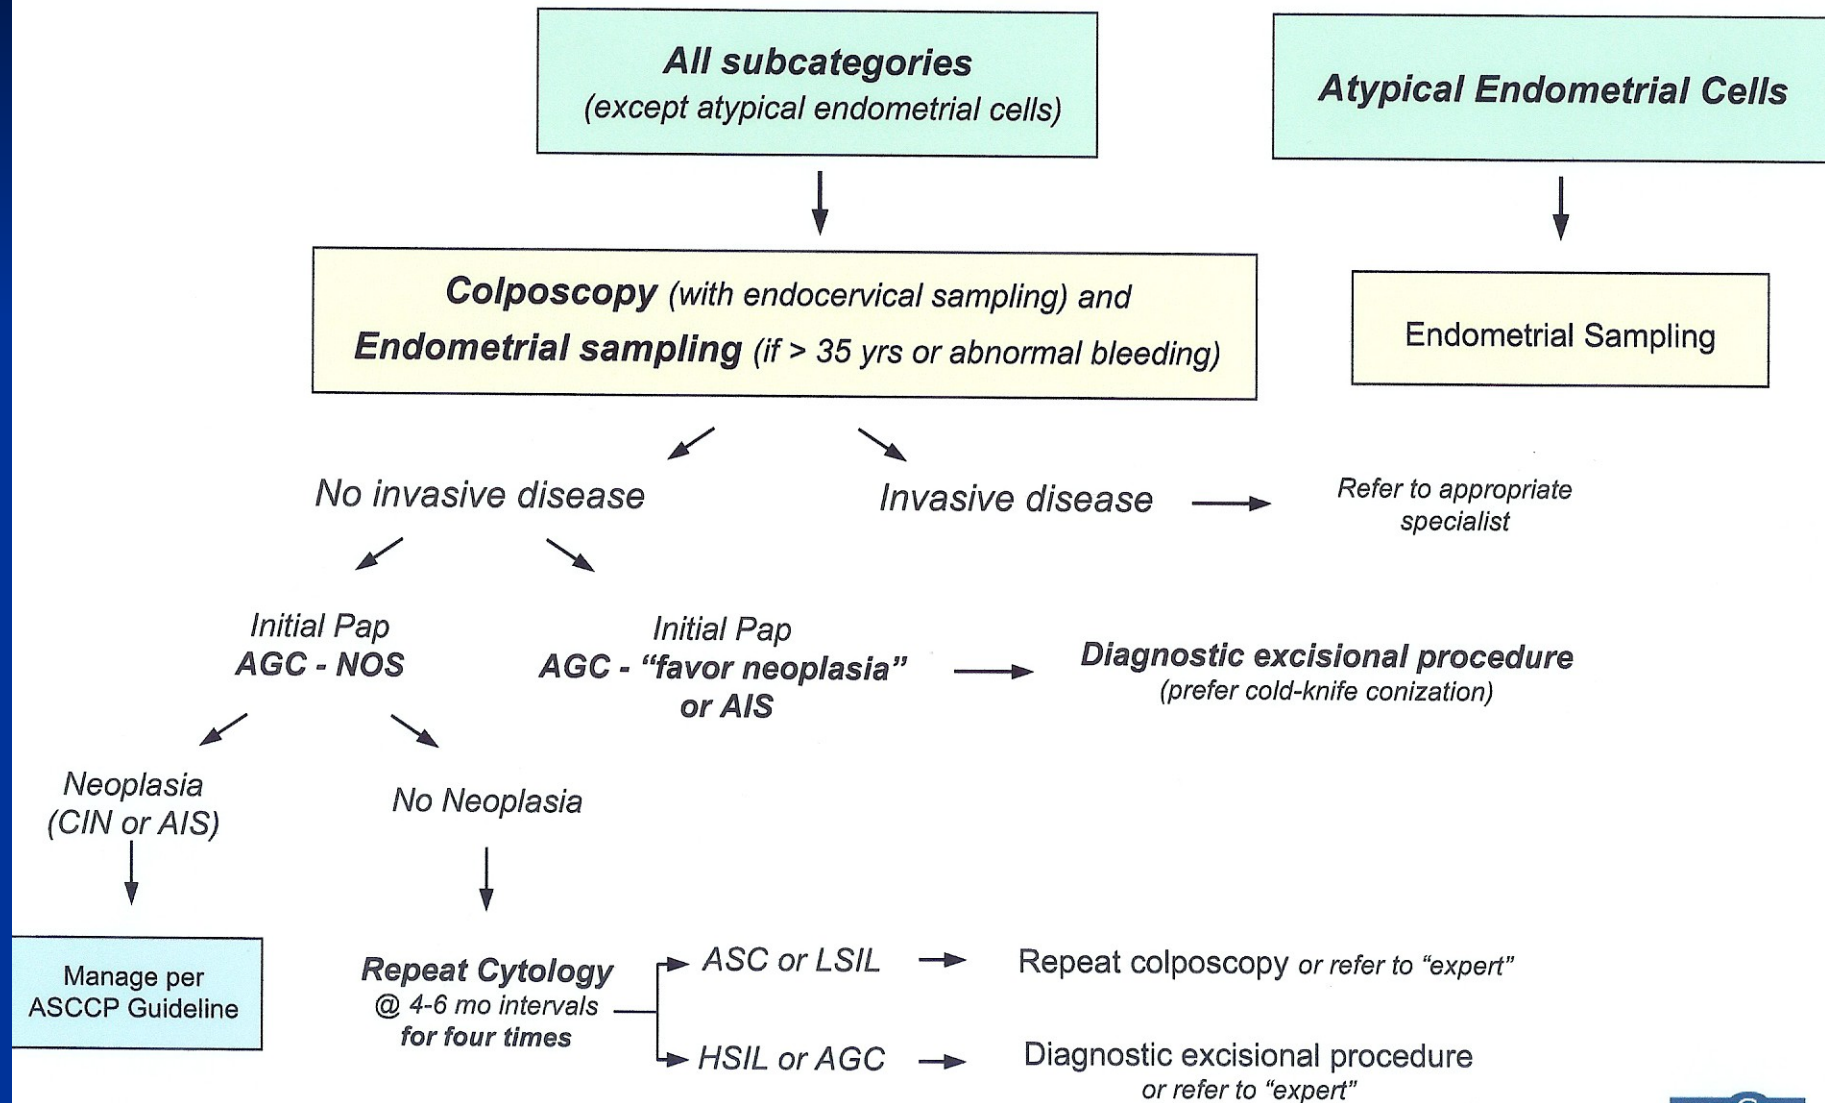 All subcategories
(except atypical endometrial cells)
Atypical Endometrial Cells
Colposcopy (with endocervical sampling) and
Endometrial sampling (if > 35 yrs or abnormal bleeding)
Endometrial Sampling
No invasive disease
Invasive disease
Refer to appropriate
specialist
Initial Pap
AGC - NOS
Initial Pap
AGC - “favor neoplasia”
or AIS
Diagnostic excisional procedure
(prefer cold-knife conization)
Neoplasia
(CIN or AIS)
No Neoplasia
Manage per
ASCCP Guideline
Repeat Cytology
@ 4-6 mo intervals
for four times
ASC or LSIL
Repeat colposcopy or refer to “expert”
HSIL or AGC
Diagnostic excisional procedure
or refer to “expert”